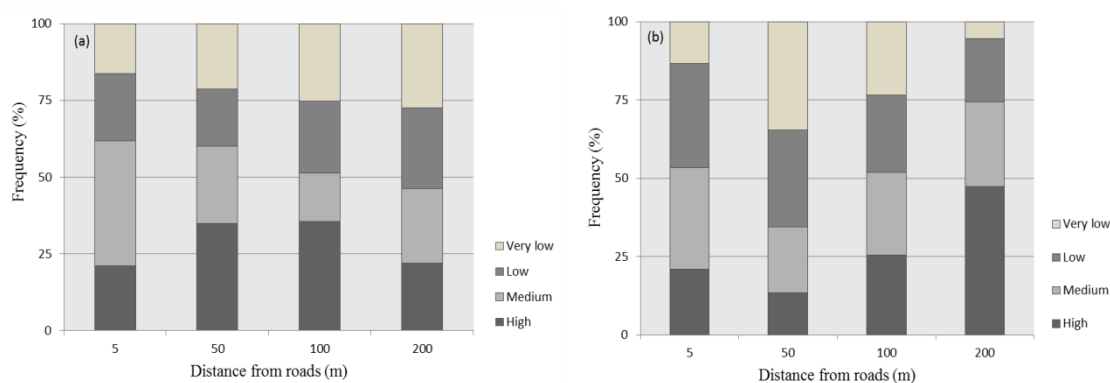 (a)
Frequency (%)
100
75
50
25
0
5 50 100 200
Distance from roads (m)
Very low
Low
Medium
High
(b)
Frequency (%)
100
75
50
25
0
5 50 100 200
Distance from roads (m)
Very low
Low
Medium
High